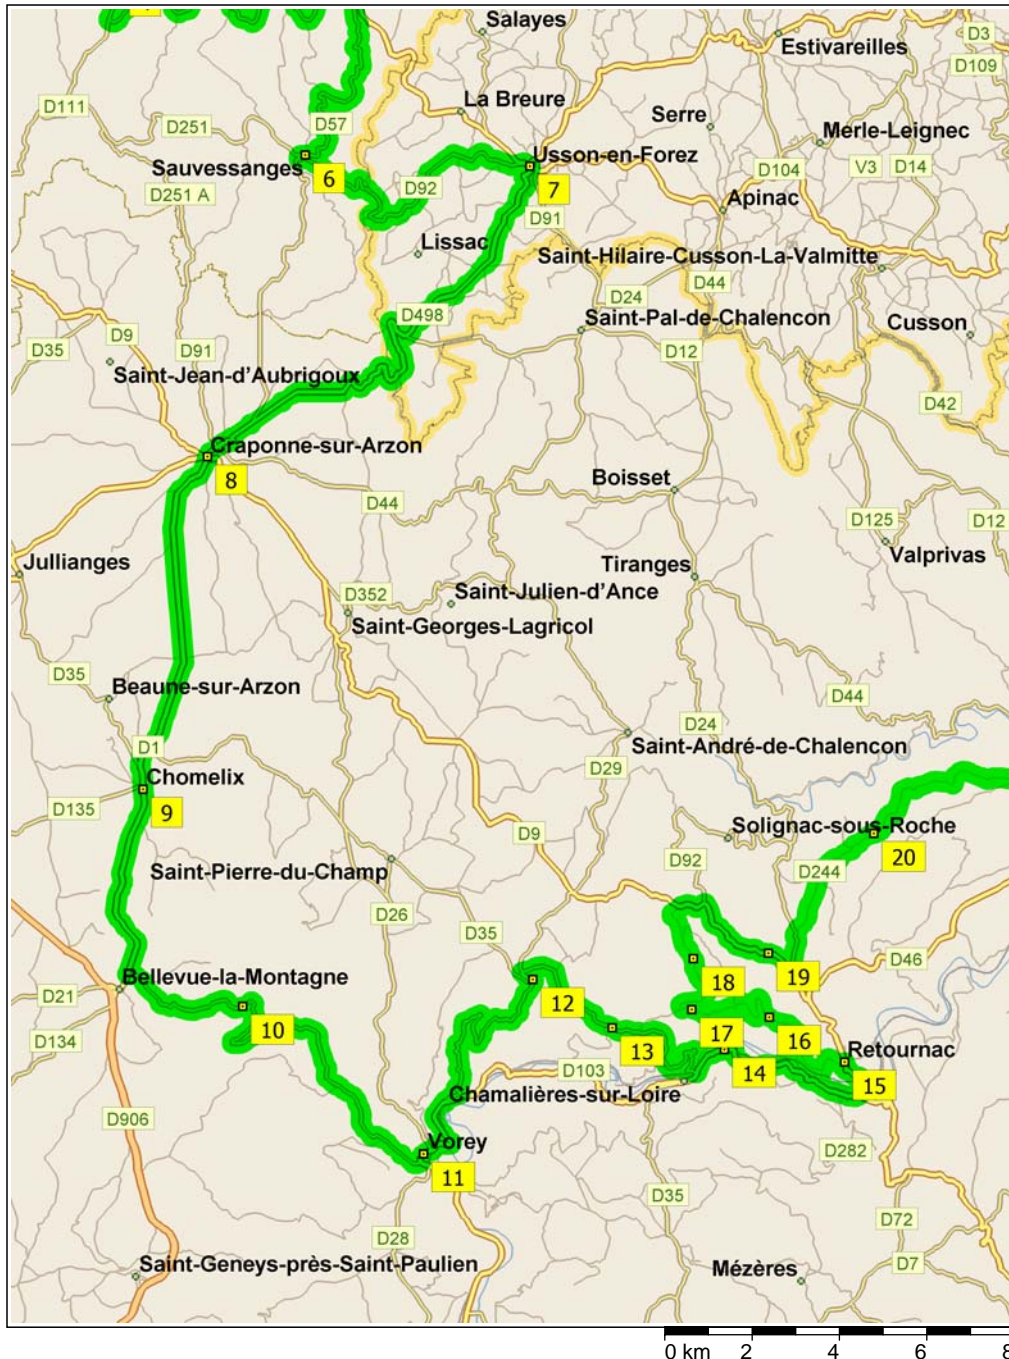 Salayes
Estivareilles
D3
D109
D111
La Breure
Serre
D57
D251
Merle-Leignec
Sauvessanges
6
Usson-en-Forez
7
D104
V3
D14
D251 A
D92
Apinac
D91
Lissac
Saint-Hilaire-Cusson-La-Valmitte
D44
D24
D498
Saint-Pal-de-Chalencon
Cusson
D9
D35
D91
D12
Saint-Jean-d'Aubrigoux
D42
Craponne-sur-Arzon
8
Boisset
D44
D125
D12
Valprivas
Jullianges
Tiranges
D352
Saint-Julien-d'Ance
Saint-Georges-Lagricol
D35
Beaune-sur-Arzon
D44
D24
D1
Saint-André-de-Chalencon
Chomelix
D29
D135
9
D9
Solignac-sous-Roche
20
D92
Saint-Pierre-du-Champ
D244
D26
D35
D46
Bellevue-la-Montagne
18
19
D21
12
10
17
16
D134
13
Retournac
D103
14
15
Chamalières-sur-Loire
D906
Vorey
D282
11
D35
D72
D28
Saint-Geneys-près-Saint-Paulien
Mézères
D7
0 km 2 4 6 8